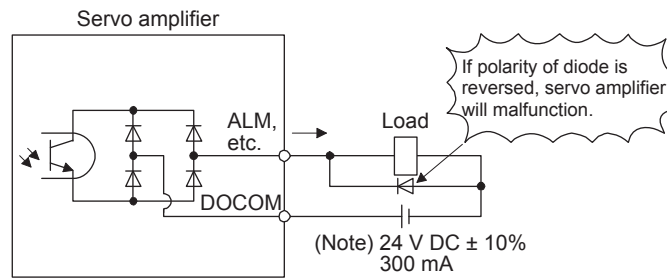 Servo amplifier
If polarity of diode is
reversed, servo amplifier
will malfunction.
ALM,
etc.
Load
DOCOM
(Note) 24 V DC ± 10%
300 mA